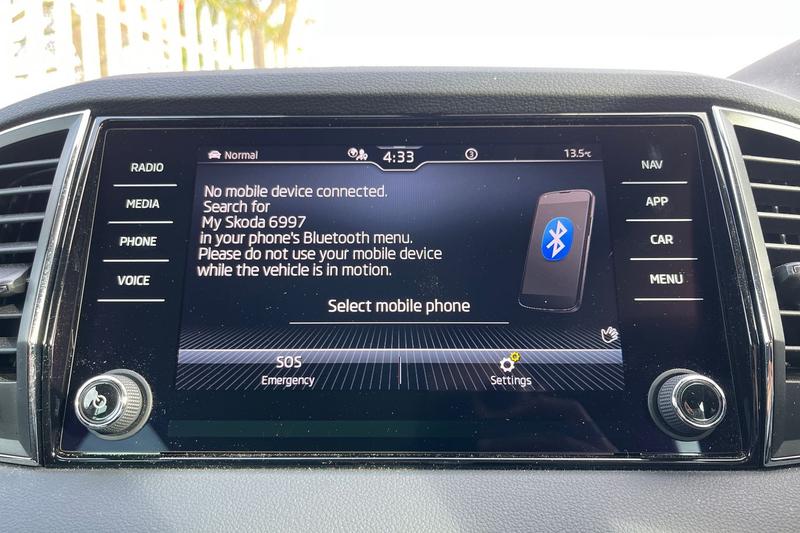 Normal
4:33
3
13.5°C
RADIO
MEDIA
PHONE
VOICE
No mobile device connected.
Search for
My Skoda 6997
in your phone's Bluetooth menu.
Please do not use your mobile device
while the vehicle is in motion.
Select mobile phone
SOS
Emergency
Settings
NAV
APP
CAR
MENU